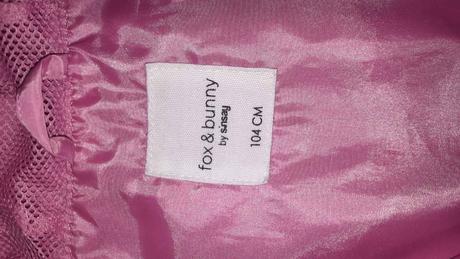 fox & bunny
by sinsay
104 CM